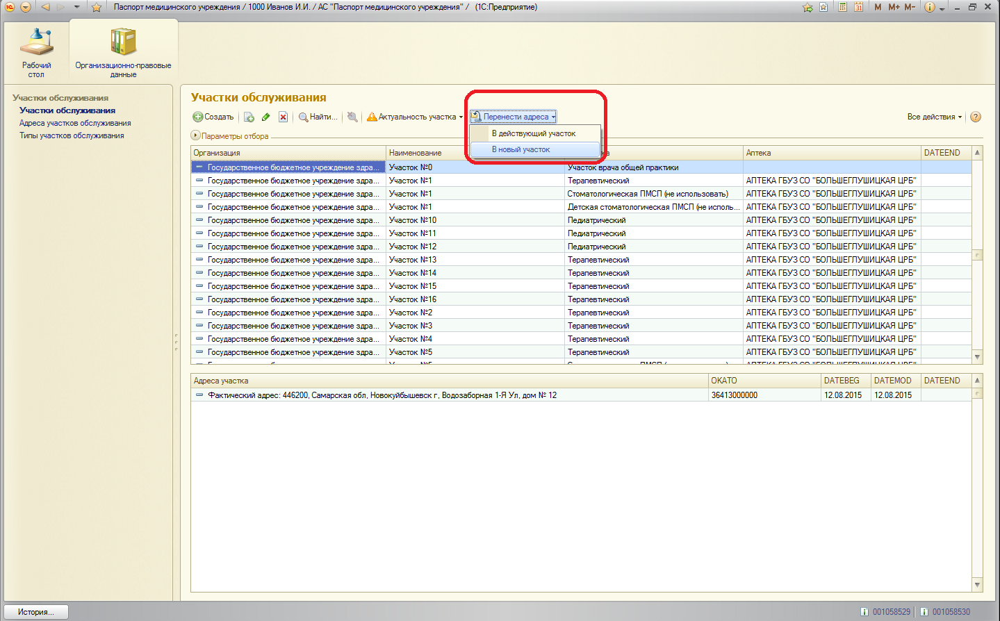 Паспорт медицинского учреждения / 1000 Иванов И.И. / АС "Паспорт медицинского учреждения" / (1С:Предприятие)
31 M M+ M-
Рабочий
стол
Организационно-правовые
данные
Участки обслуживания
Участки обслуживания
Адреса участков обслуживания
Типы участков обслуживания
Участки обслуживания
Создать Найти... Актуальность участка Перенести адреса Все действия ?
В действующий участок
В новый участок
Параметры отбора
Организация Наименование Аптека DATEEND
Государственное бюджетное учреждение здра... Участок №0 Участок врача общей практики
Государственное бюджетное учреждение здра... Участок №1 Терапевтический АПТЕКА ГБУЗ СО "БОЛЬШЕГЛУШИЦКАЯ ЦРБ"
Государственное бюджетное учреждение здра... Участок №1 Стоматологическая ПМСП (не использовать) АПТЕКА ГБУЗ СО "БОЛЬШЕГЛУШИЦКАЯ ЦРБ"
Государственное бюджетное учреждение здра... Участок №1 Детская стоматологическая ПМСП (не исполь... АПТЕКА ГБУЗ СО "БОЛЬШЕГЛУШИЦКАЯ ЦРБ"
Государственное бюджетное учреждение здра... Участок №10 Педиатрический АПТЕКА ГБУЗ СО "БОЛЬШЕГЛУШИЦКАЯ ЦРБ"
Государственное бюджетное учреждение здра... Участок №11 Педиатрический АПТЕКА ГБУЗ СО "БОЛЬШЕГЛУШИЦКАЯ ЦРБ"
Государственное бюджетное учреждение здра... Участок №12 Педиатрический АПТЕКА ГБУЗ СО "БОЛЬШЕГЛУШИЦКАЯ ЦРБ"
Государственное бюджетное учреждение здра... Участок №13 Терапевтический АПТЕКА ГБУЗ СО "БОЛЬШЕГЛУШИЦКАЯ ЦРБ"
Государственное бюджетное учреждение здра... Участок №14 Терапевтический АПТЕКА ГБУЗ СО "БОЛЬШЕГЛУШИЦКАЯ ЦРБ"
Государственное бюджетное учреждение здра... Участок №15 Терапевтический АПТЕКА ГБУЗ СО "БОЛЬШЕГЛУШИЦКАЯ ЦРБ"
Государственное бюджетное учреждение здра... Участок №16 Терапевтический АПТЕКА ГБУЗ СО "БОЛЬШЕГЛУШИЦКАЯ ЦРБ"
Государственное бюджетное учреждение здра... Участок №2 Терапевтический АПТЕКА ГБУЗ СО "БОЛЬШЕГЛУШИЦКАЯ ЦРБ"
Государственное бюджетное учреждение здра... Участок №3 Терапевтический АПТЕКА ГБУЗ СО "БОЛЬШЕГЛУШИЦКАЯ ЦРБ"
Государственное бюджетное учреждение здра... Участок №4 Терапевтический АПТЕКА ГБУЗ СО "БОЛЬШЕГЛУШИЦКАЯ ЦРБ"
Государственное бюджетное учреждение здра... Участок №5 Терапевтический АПТЕКА ГБУЗ СО "БОЛЬШЕГЛУШИЦКАЯ ЦРБ"
Адреса участка ОКАТО DATEBEG DATEMOD DATEEND
Фактический адрес: 446200, Самарская обл, Новокуйбышевск г, Водозаборная 1-Я Ул, дом № 12 36413000000 12.08.2015 12.08.2015
История... 001058529 001058530